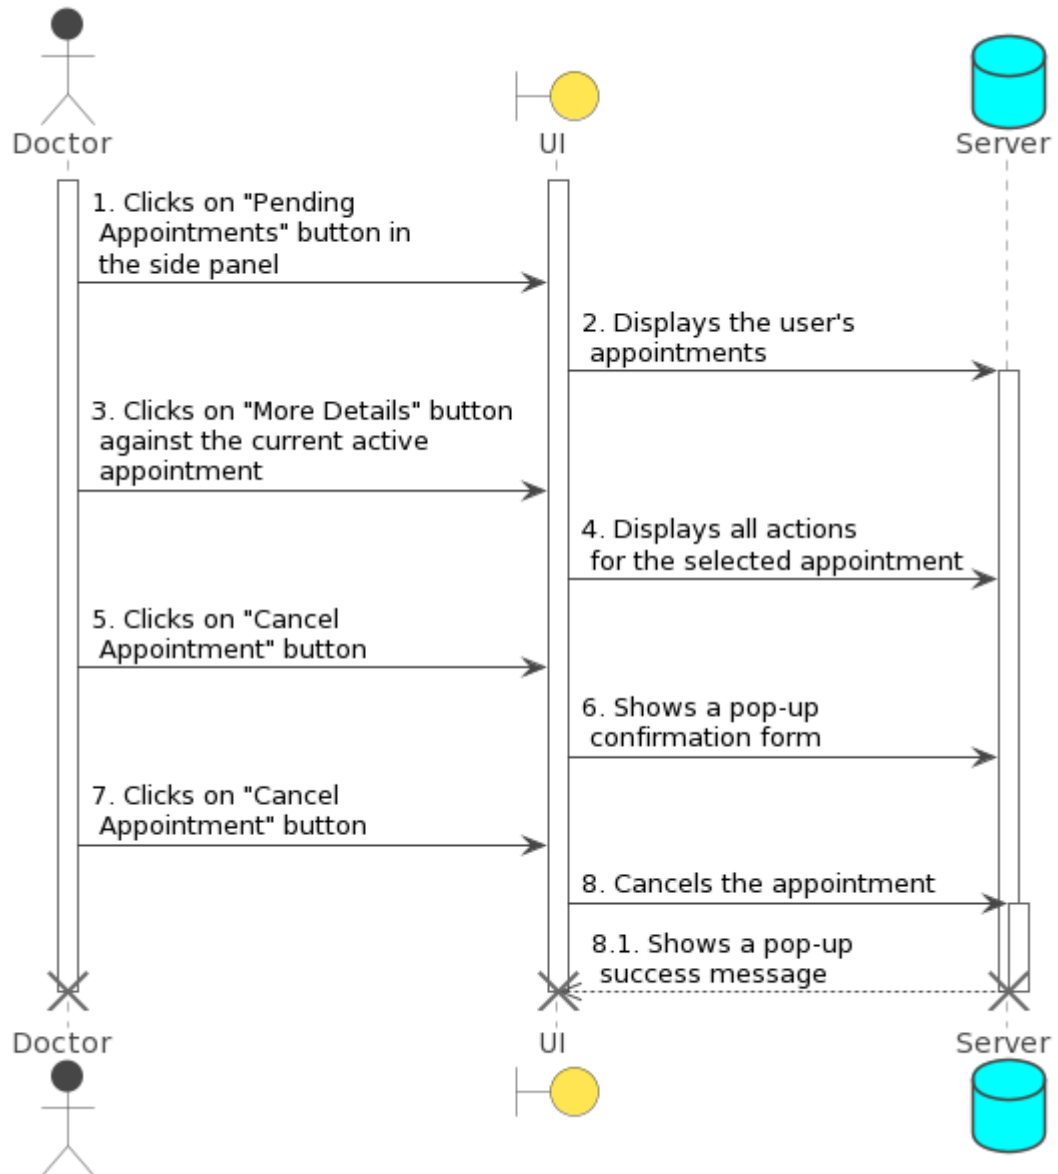 Doctor
UI
Server
1. Clicks on "Pending
Appointments" button in
the side panel
2. Displays the user's
appointments
3. Clicks on "More Details" button
against the current active
appointment
4. Displays all actions
for the selected appointment
5. Clicks on "Cancel
Appointment" button
6. Shows a pop-up
confirmation form
7. Clicks on "Cancel
Appointment" button
8. Cancels the appointment
8.1. Shows a pop-up
success message
Doctor
UI
Server